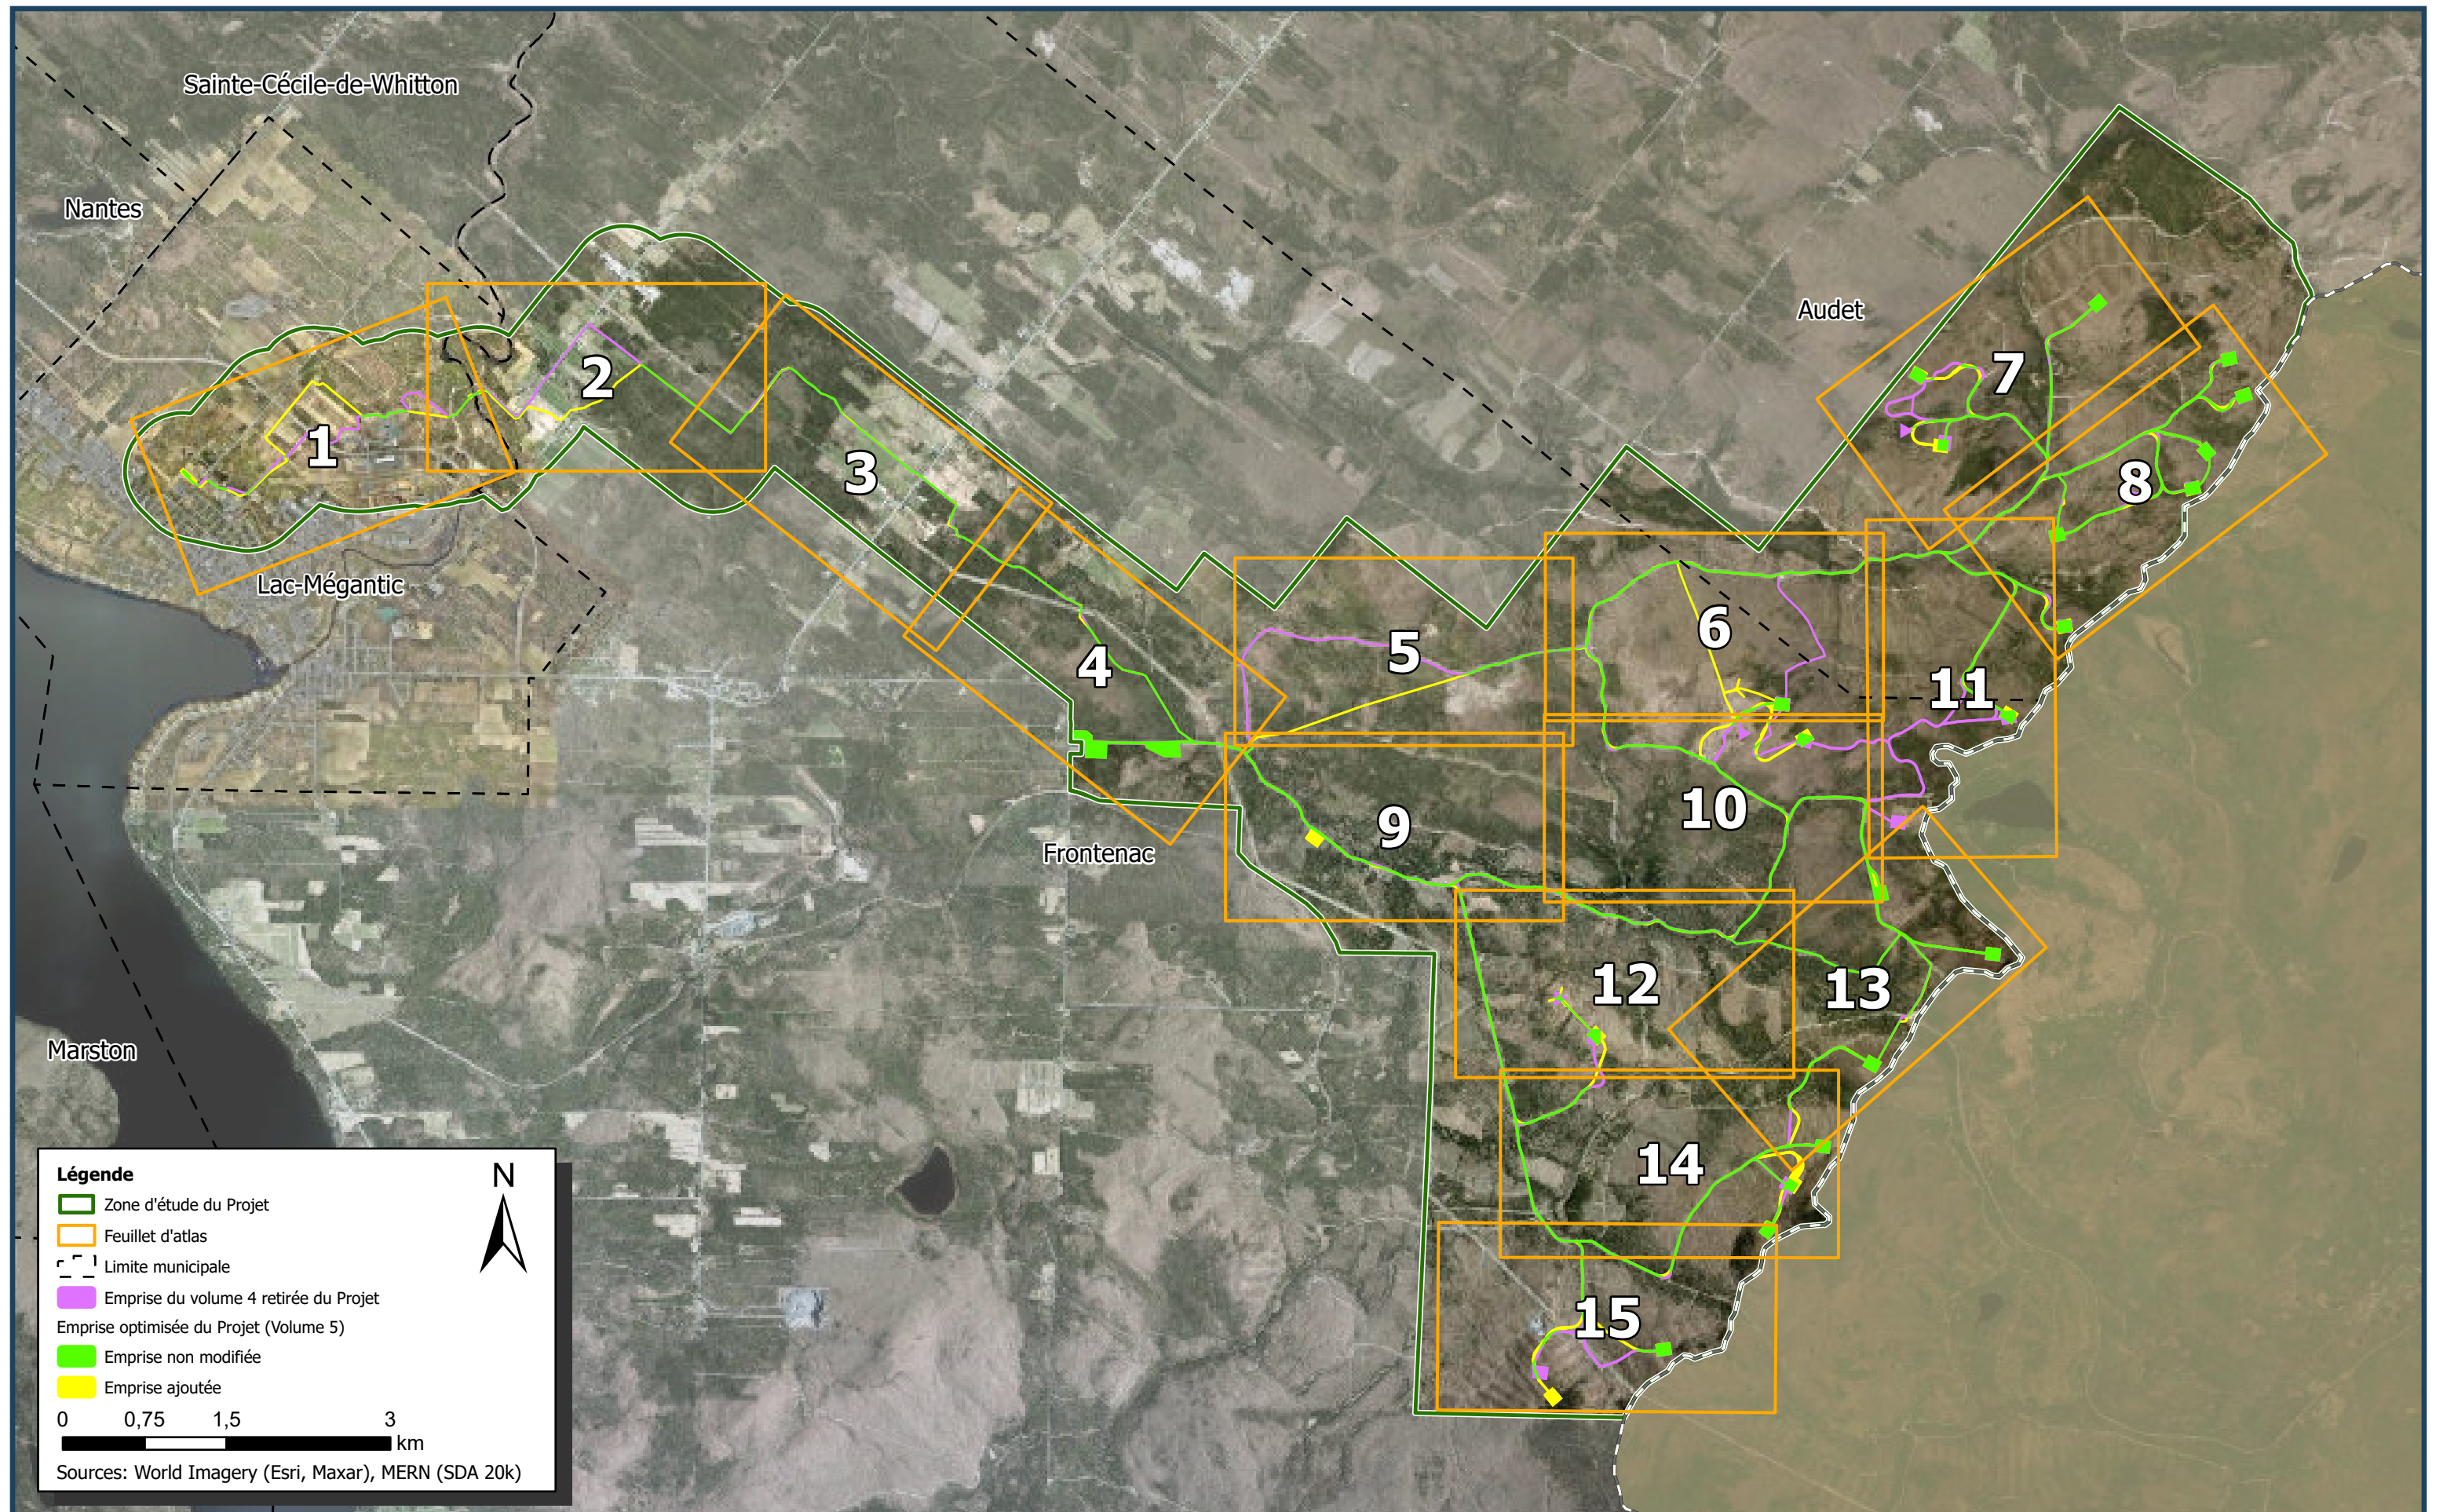 Sainte-Cécile-de-Whitton
Nantes
Audet
7
2
1
3
8
Lac-Mégantic
6
5
4
11
10
9
Frontenac
12
13
Marston
14
15
Légende
N
Zone d'étude du Projet
Feuillet d'atlas
Limite municipale
Emprise du volume 4 retirée du Projet
Emprise optimisée du Projet (Volume 5)
Emprise non modifiée
Emprise ajoutée
0 0,75 1,5 3
km
Sources: World Imagery (Esri, Maxar), MERN (SDA 20k)